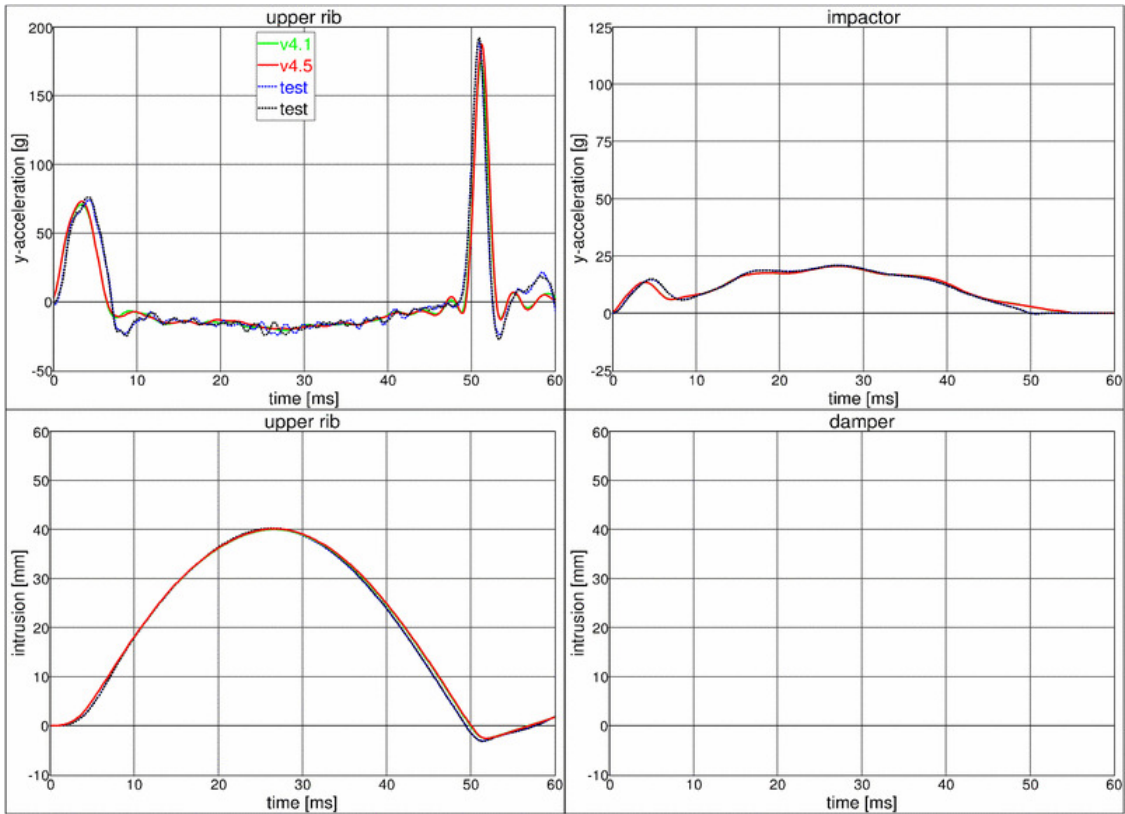 upper rib
200
150
100
50
0
-50
y-acceleration [g]
v4.1
v4.5
test
test
0 10 20 30 40 50 60
time [ms]
impactor
125
100
75
50
25
0
-25
y-acceleration [g]
0 10 20 30 40 50 60
time [ms]
upper rib
60
50
40
30
20
10
0
-10
intrusion [mm]
0 10 20 30 40 50 60
time [ms]
damper
60
50
40
30
20
10
0
-10
intrusion [mm]
0 10 20 30 40 50 60
time [ms]